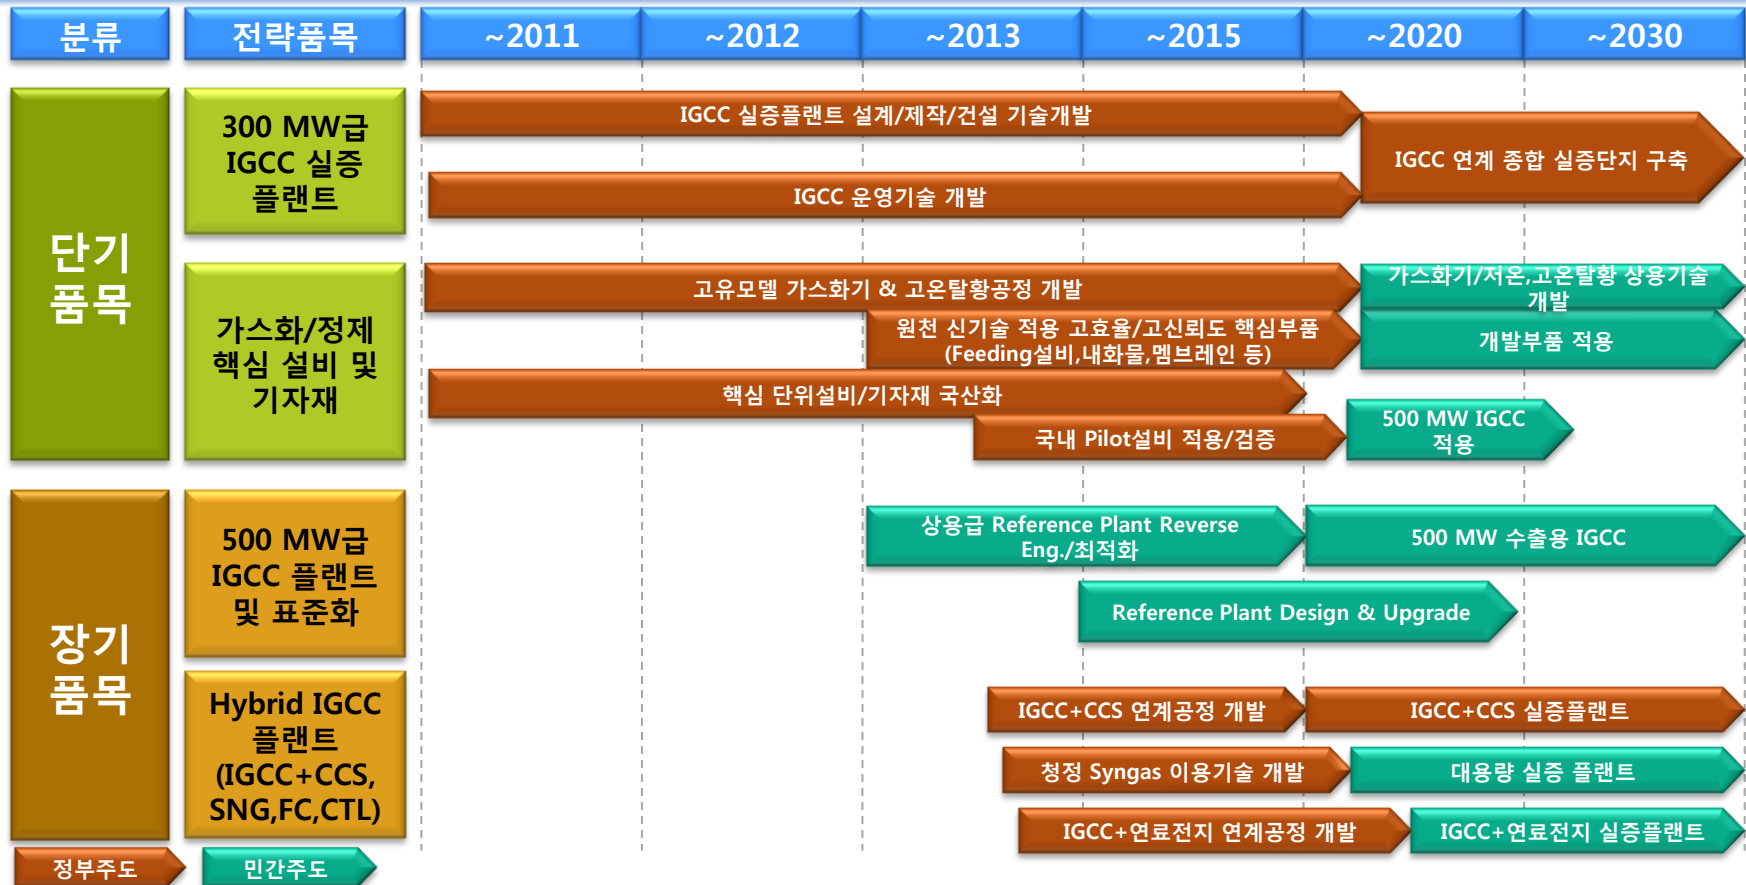 분류
전략품목
~2011
~2012
~2013
~2015
~2020
~2030
단기
품목
300 MW급
IGCC 실증
플랜트
IGCC 실증플랜트 설계/제작/건설 기술개발
IGCC 운영기술 개발
IGCC 연계 종합 실증단지 구축
가스화/정제
핵심 설비 및
기자재
고유모델 가스화기 & 고온탈황공정 개발
가스화기/저온,고온탈황 상용기술
개발
원천 신기술 적용 고효율/고신뢰도 핵심부품
(Feeding설비,내화물,멤브레인 등)
개발부품 적용
핵심 단위설비/기자재 국산화
국내 Pilot설비 적용/검증
500 MW IGCC
적용
장기
품목
500 MW급
IGCC 플랜트
및 표준화
상용급 Reference Plant Reverse
Eng./최적화
500 MW 수출용 IGCC
Reference Plant Design & Upgrade
Hybrid IGCC
플랜트
(IGCC+CCS,
SNG,FC,CTL)
IGCC+CCS 연계공정 개발
IGCC+CCS 실증플랜트
청정 Syngas 이용기술 개발
대용량 실증 플랜트
IGCC+연료전지 연계공정 개발
IGCC+연료전지 실증플랜트
정부주도
민간주도